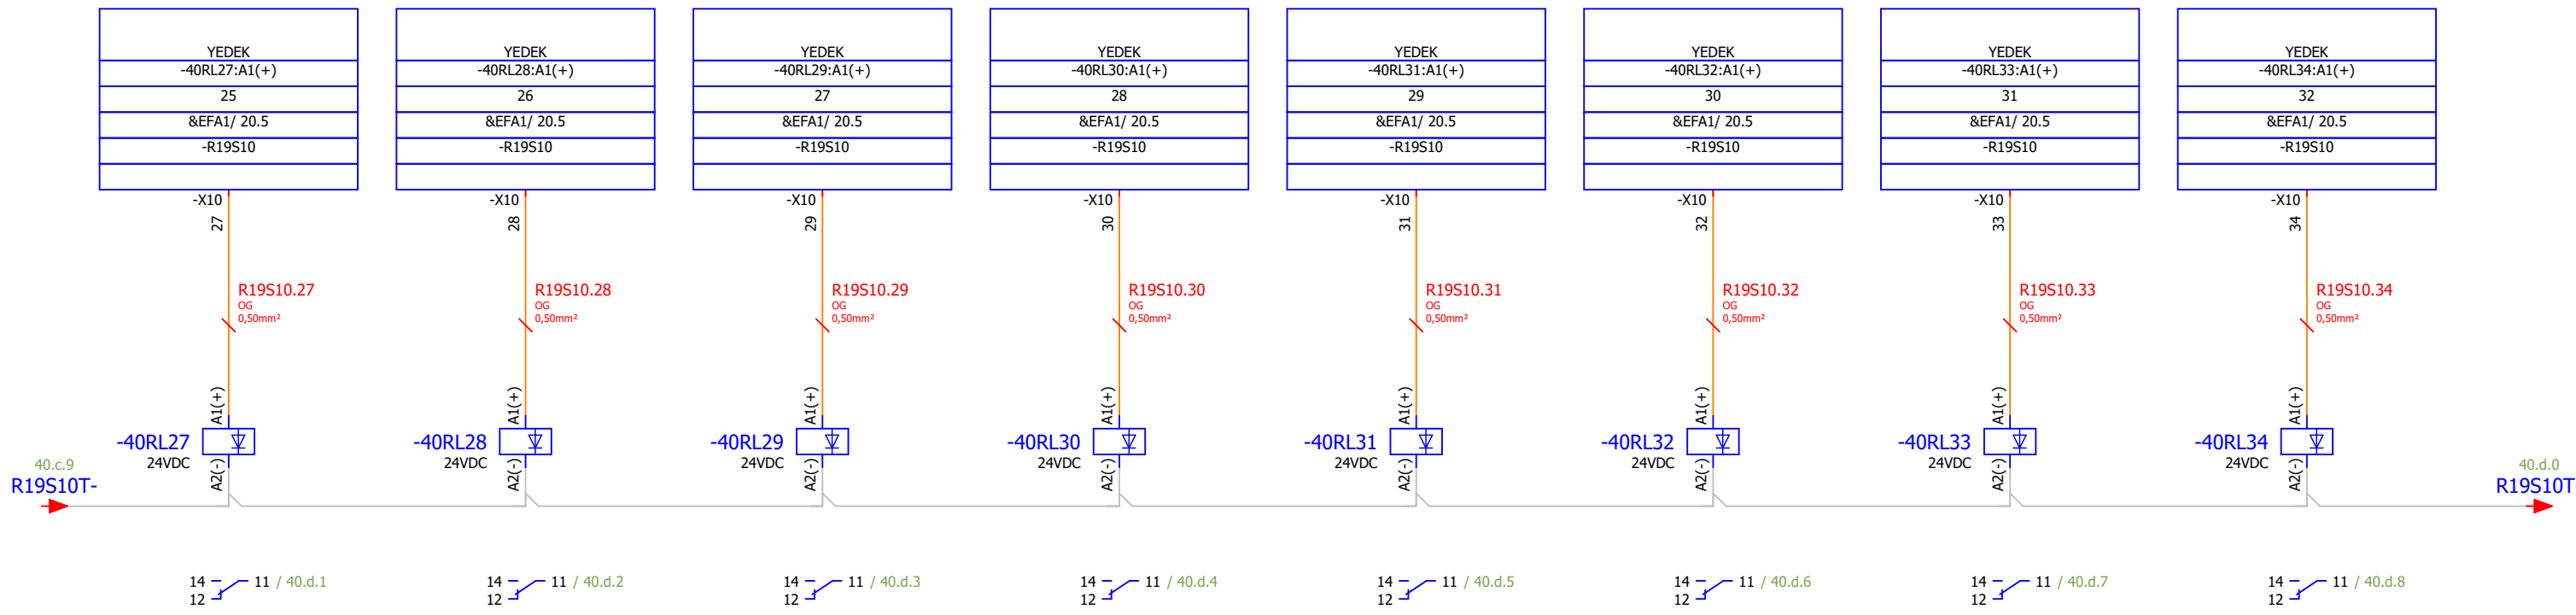 YEDEK YEDEK YEDEK YEDEK YEDEK YEDEK YEDEK YEDEK
-40RL27:A1(+) -40RL28:A1(+) -40RL29:A1(+) -40RL30:A1(+) -40RL31:A1(+) -40RL32:A1(+) -40RL33:A1(+) -40RL34:A1(+)
25 26 27 28 29 30 31 32
&EFA1/ 20.5 &EFA1/ 20.5 &EFA1/ 20.5 &EFA1/ 20.5 &EFA1/ 20.5 &EFA1/ 20.5 &EFA1/ 20.5 &EFA1/ 20.5
-R19S10 -R19S10 -R19S10 -R19S10 -R19S10 -R19S10 -R19S10 -R19S10
-X10 -X10 -X10 -X10 -X10 -X10 -X10 -X10
27 28 29 30 31 32 33 34
R19S10.27 R19S10.28 R19S10.29 R19S10.30 R19S10.31 R19S10.32 R19S10.33 R19S10.34
OG OG OG OG OG OG OG OG
0,50mm² 0,50mm² 0,50mm² 0,50mm² 0,50mm² 0,50mm² 0,50mm² 0,50mm²
A1(+) A1(+) A1(+) A1(+) A1(+) A1(+) A1(+) A1(+)
-40RL27 -40RL28 -40RL29 -40RL30 -40RL31 -40RL32 -40RL33 -40RL34
24VDC 24VDC 24VDC 24VDC 24VDC 24VDC 24VDC 24VDC
40.c.9 40.d.0
A2(-) A2(-) A2(-) A2(-) A2(-) A2(-) A2(-) A2(-)
R19S10T- R19S10T
14 11 / 40.d.1 14 11 / 40.d.2 14 11 / 40.d.3 14 11 / 40.d.4 14 11 / 40.d.5 14 11 / 40.d.6 14 11 / 40.d.7 14 11 / 40.d.8
12 12 12 12 12 12 12 12